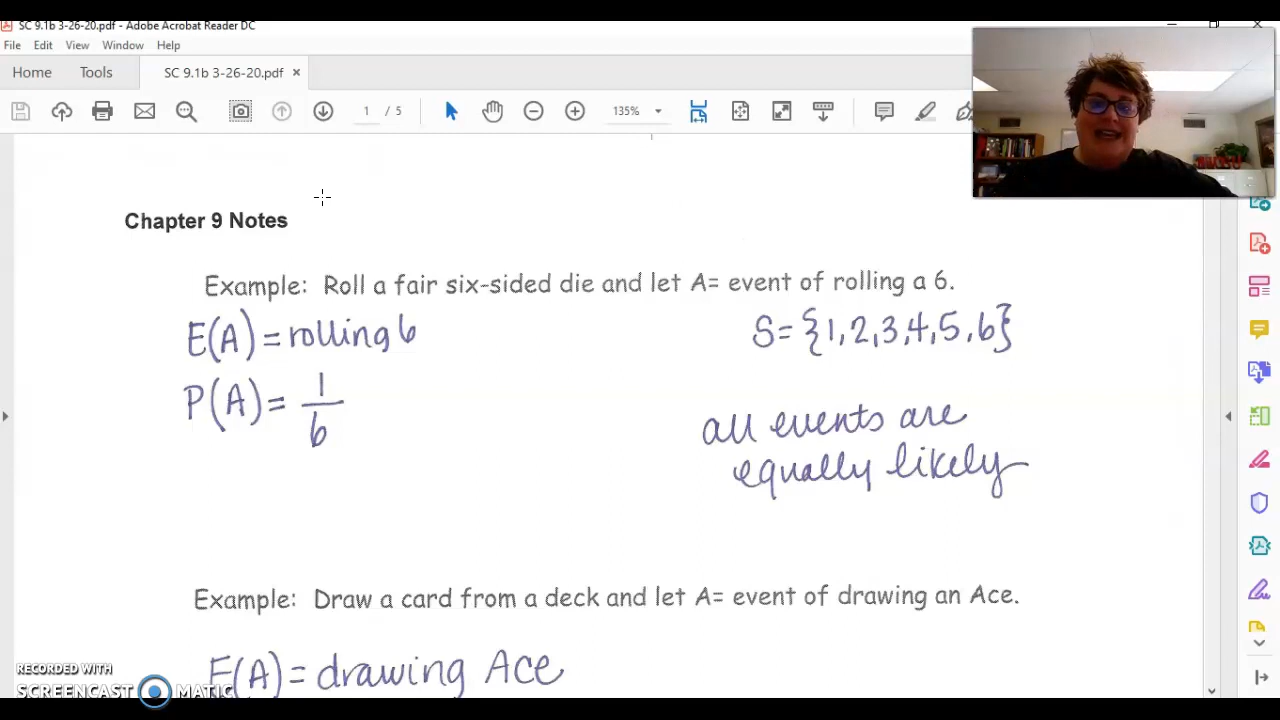 SC 9.1b 3-26-20.pdf - Adobe Acrobat Reader DC
File Edit View Window Help
Home Tools SC 9.1b 3-26-20.pdf ×
1 / 5 135%
Chapter 9 Notes
Example: Roll a fair six-sided die and let A= event of rolling a 6.
E(A) = rolling 6
S= {1,2,3,4,5,6}
P(A) = 1/6
all events are
equally likely
Example: Draw a card from a deck and let A= event of drawing an Ace.
E(A) = drawing Ace
RECORDED WITH
SCREENCAST MATIC